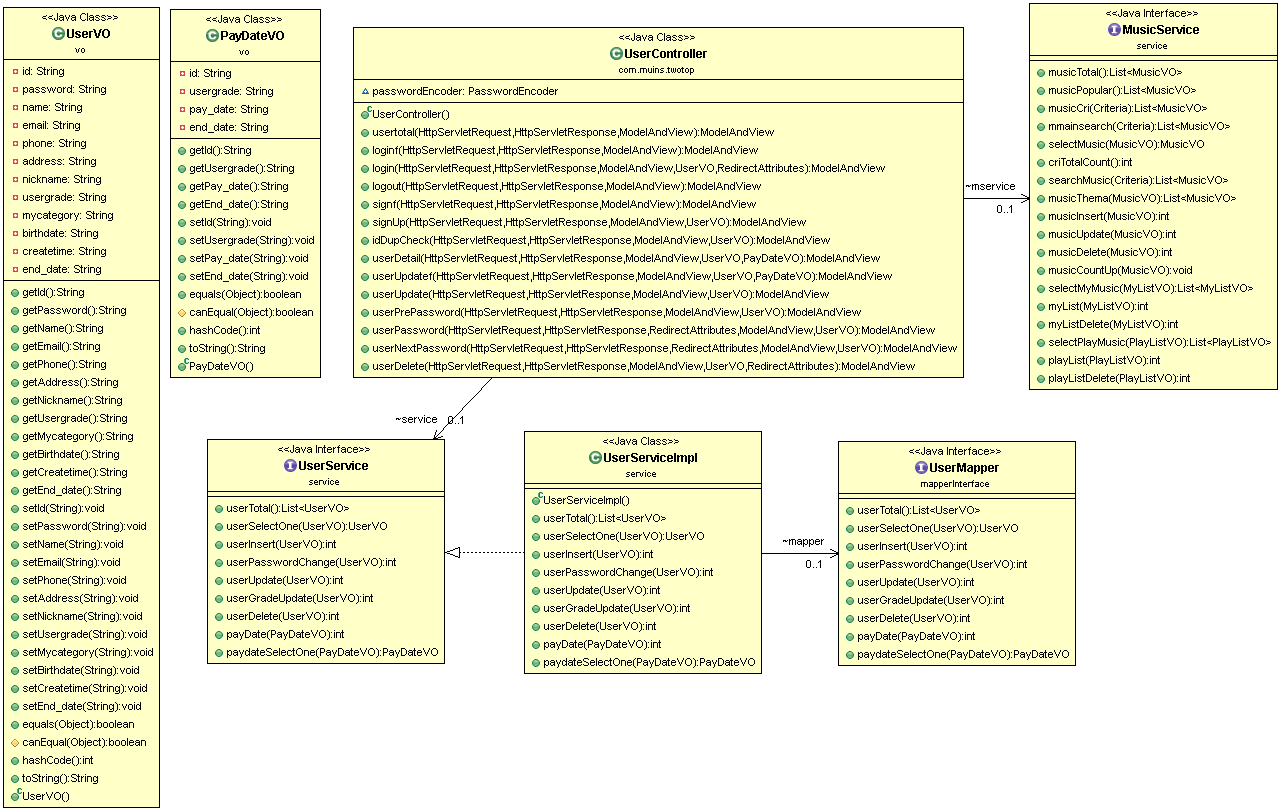 <<Java Class>>
UserVO
vo
id: String
password: String
name: String
email: String
phone: String
address: String
nickname: String
usergrade: String
mycategory: String
birthdate: String
createtime: String
end_date: String
getId():String
getPassword():String
getName():String
getEmail():String
getPhone():String
getAddress():String
getNickname():String
getUsergrade():String
getMycategory():String
getBirthdate():String
getCreatetime():String
getEnd_date():String
setId(String):void
setPassword(String):void
setName(String):void
setEmail(String):void
setPhone(String):void
setAddress(String):void
setNickname(String):void
setUsergrade(String):void
setMycategory(String):void
setBirthdate(String):void
setCreatetime(String):void
setEnd_date(String):void
equals(Object):boolean
canEqual(Object):boolean
hashCode():int
toString():String
UserVO()
<<Java Class>>
PayDateVO
vo
id: String
usergrade: String
pay_date: String
end_date: String
getId():String
getUsergrade():String
getPay_date():String
getEnd_date():String
setId(String):void
setUsergrade(String):void
setPay_date(String):void
setEnd_date(String):void
equals(Object):boolean
canEqual(Object):boolean
hashCode():int
toString():String
PayDateVO()
<<Java Class>>
UserController
com.muins.twotop
passwordEncoder: PasswordEncoder
UserController()
usertotal(HttpServletRequest,HttpServletResponse,ModelAndView):ModelAndView
loginf(HttpServletRequest,HttpServletResponse,ModelAndView):ModelAndView
login(HttpServletRequest,HttpServletResponse,ModelAndView,UserVO,RedirectAttributes):ModelAndView
logout(HttpServletRequest,HttpServletResponse,ModelAndView):ModelAndView
signf(HttpServletRequest,HttpServletResponse,ModelAndView):ModelAndView
signUp(HttpServletRequest,HttpServletResponse,ModelAndView,UserVO):ModelAndView
idDupCheck(HttpServletRequest,HttpServletResponse,ModelAndView,UserVO):ModelAndView
userDetail(HttpServletRequest,HttpServletResponse,ModelAndView,UserVO,PayDateVO):ModelAndView
userUpdatef(HttpServletRequest,HttpServletResponse,ModelAndView,UserVO,PayDateVO):ModelAndView
userUpdate(HttpServletRequest,HttpServletResponse,ModelAndView,UserVO):ModelAndView
userPrePassword(HttpServletRequest,HttpServletResponse,ModelAndView,UserVO):ModelAndView
userPassword(HttpServletRequest,HttpServletResponse,RedirectAttributes,ModelAndView,UserVO):ModelAndView
userNextPassword(HttpServletRequest,HttpServletResponse,RedirectAttributes,ModelAndView,UserVO):ModelAndView
userDelete(HttpServletRequest,HttpServletResponse,ModelAndView,UserVO,RedirectAttributes):ModelAndView
~mservice
0..1
<<Java Interface>>
MusicService
service
musicTotal():List<MusicVO>
musicPopular():List<MusicVO>
musicCri(Criteria):List<MusicVO>
mmainsearch(Criteria):List<MusicVO>
selectMusic(MusicVO):MusicVO
criTotalCount():int
searchMusic(Criteria):List<MusicVO>
musicThema(MusicVO):List<MusicVO>
musicInsert(MusicVO):int
musicUpdate(MusicVO):int
musicDelete(MusicVO):int
musicCountUp(MusicVO):void
selectMyMusic(MyListVO):List<MyListVO>
myList(MyListVO):int
myListDelete(MyListVO):int
selectPlayMusic(PlayListVO):List<PlayListVO>
playList(PlayListVO):int
playListDelete(PlayListVO):int
~service
0..1
<<Java Interface>>
UserService
service
userTotal():List<UserVO>
userSelectOne(UserVO):UserVO
userInsert(UserVO):int
userPasswordChange(UserVO):int
userUpdate(UserVO):int
userGradeUpdate(UserVO):int
userDelete(UserVO):int
payDate(PayDateVO):int
paydateSelectOne(PayDateVO):PayDateVO
<<Java Class>>
UserServiceImpl
service
UserServiceImpl()
userTotal():List<UserVO>
userSelectOne(UserVO):UserVO
userInsert(UserVO):int
userPasswordChange(UserVO):int
userUpdate(UserVO):int
userGradeUpdate(UserVO):int
userDelete(UserVO):int
payDate(PayDateVO):int
paydateSelectOne(PayDateVO):PayDateVO
~mapper
0..1
<<Java Interface>>
UserMapper
mapperInterface
userTotal():List<UserVO>
userSelectOne(UserVO):UserVO
userInsert(UserVO):int
userPasswordChange(UserVO):int
userUpdate(UserVO):int
userGradeUpdate(UserVO):int
userDelete(UserVO):int
payDate(PayDateVO):int
paydateSelectOne(PayDateVO):PayDateVO